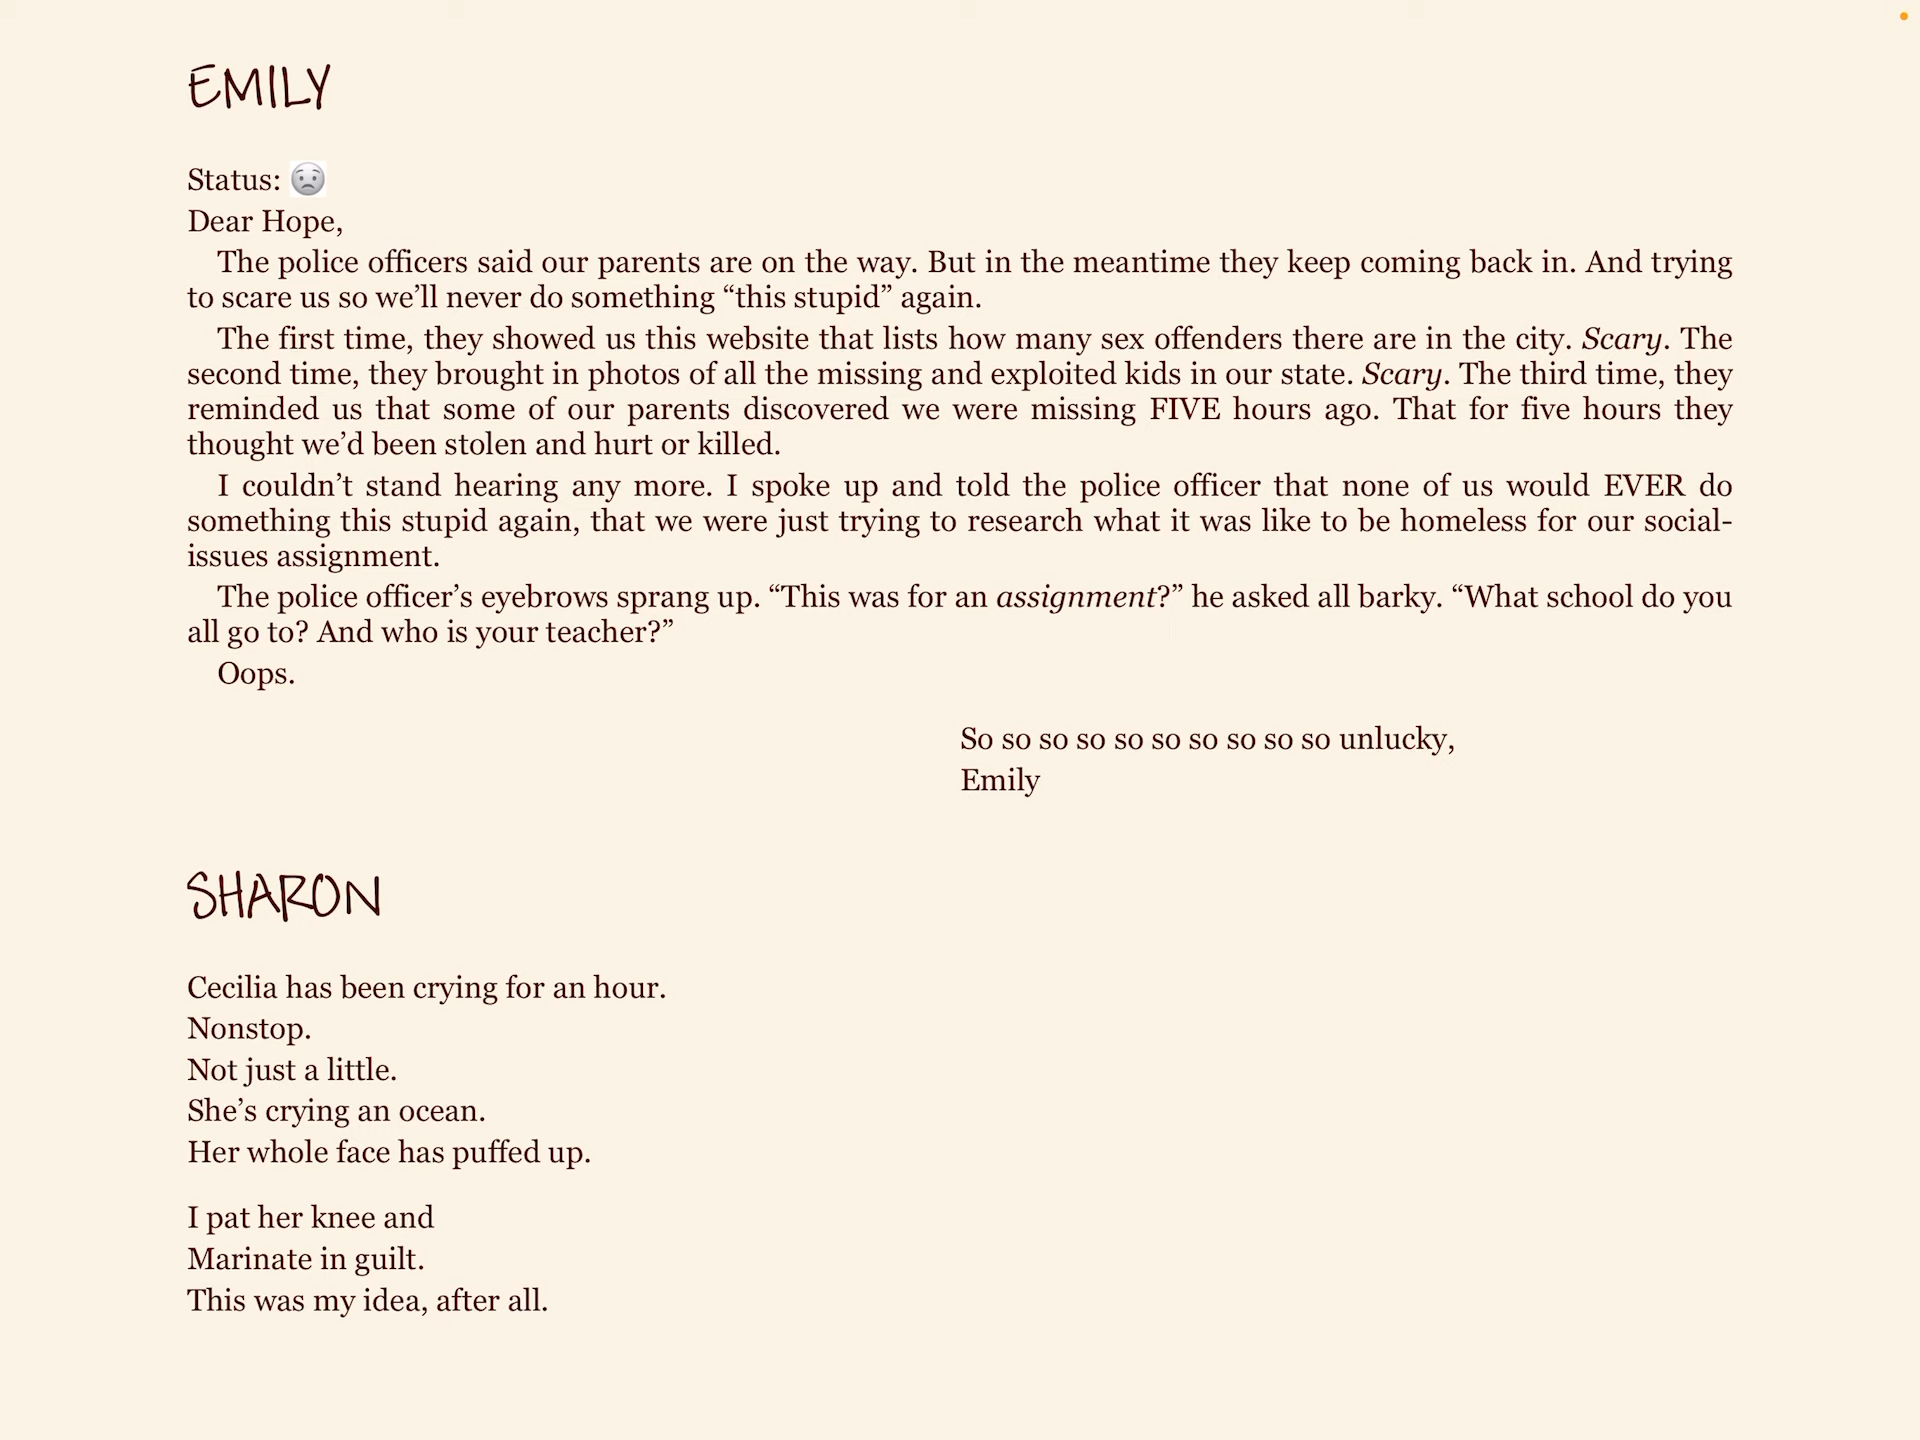 EMILY
Status:
Dear Hope,
The police officers said our parents are on the way. But in the meantime they keep coming back in. And trying
to scare us so we’ll never do something “this stupid” again.
The first time, they showed us this website that lists how many sex offenders there are in the city. Scary. The
second time, they brought in photos of all the missing and exploited kids in our state. Scary. The third time, they
reminded us that some of our parents discovered we were missing FIVE hours ago. That for five hours they
thought we’d been stolen and hurt or killed.
I couldn’t stand hearing any more. I spoke up and told the police officer that none of us would EVER do
something this stupid again, that we were just trying to research what it was like to be homeless for our social-
issues assignment.
The police officer’s eyebrows sprang up. “This was for an assignment?” he asked all barky. “What school do you
all go to? And who is your teacher?”
Oops.
So so so so so so so so so so unlucky,
Emily
SHARON
Cecilia has been crying for an hour.
Nonstop.
Not just a little.
She’s crying an ocean.
Her whole face has puffed up.
I pat her knee and
Marinate in guilt.
This was my idea, after all.